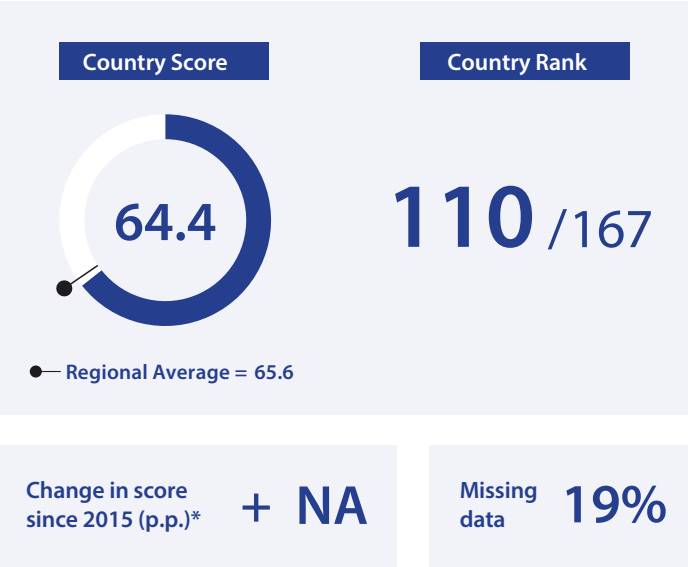 Country Score
Country Rank
64.4
110 /167
Regional Average = 65.6
Change in score
since 2015 (p.p.)*
+ NA
Missing
data
19%